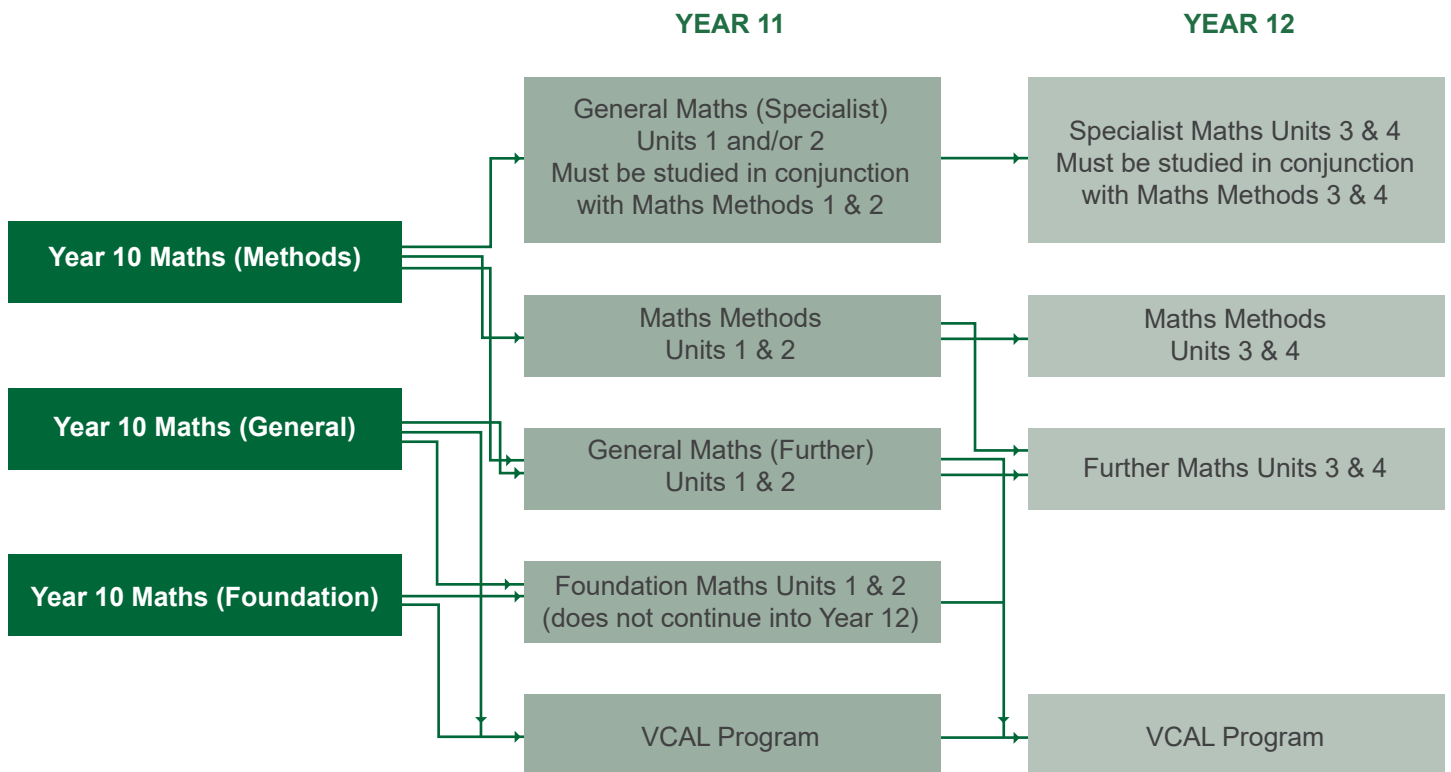 YEAR 11
YEAR 12
General Maths (Specialist)
Units 1 and/or 2
Must be studied in conjunction
with Maths Methods 1 & 2
Specialist Maths Units 3 & 4
Must be studied in conjunction
with Maths Methods 3 & 4
Year 10 Maths (Methods)
Maths Methods
Units 1 & 2
Maths Methods
Units 3 & 4
Year 10 Maths (General)
General Maths (Further)
Units 1 & 2
Further Maths Units 3 & 4
Year 10 Maths (Foundation)
Foundation Maths Units 1 & 2
(does not continue into Year 12)
VCAL Program
VCAL Program